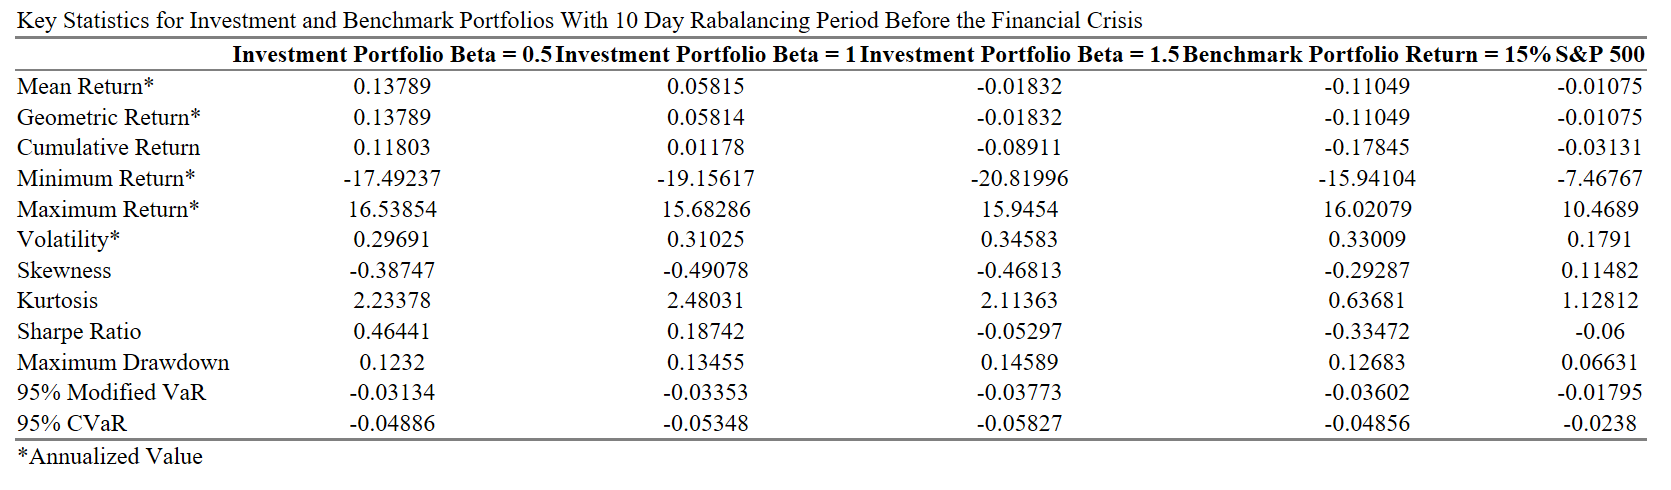 Key Statistics for Investment and Benchmark Portfolios With 10 Day Rabalancing Period Before the Financial Crisis
Investment Portfolio Beta = 0.5 Investment Portfolio Beta = 1 Investment Portfolio Beta = 1.5 Benchmark Portfolio Return = 15% S&P 500
Mean Return* 0.13789 0.05815 -0.01832 -0.11049 -0.01075
Geometric Return* 0.13789 0.05814 -0.01832 -0.11049 -0.01075
Cumulative Return 0.11803 0.01178 -0.08911 -0.17845 -0.03131
Minimum Return* -17.49237 -19.15617 -20.81996 -15.94104 -7.46767
Maximum Return* 16.53854 15.68286 15.9454 16.02079 10.4689
Volatility* 0.29691 0.31025 0.34583 0.33009 0.1791
Skewness -0.38747 -0.49078 -0.46813 -0.29287 0.11482
Kurtosis 2.23378 2.48031 2.11363 0.63681 1.12812
Sharpe Ratio 0.46441 0.18742 -0.05297 -0.33472 -0.06
Maximum Drawdown 0.1232 0.13455 0.14589 0.12683 0.06631
95% Modified VaR -0.03134 -0.03353 -0.03773 -0.03602 -0.01795
95% CVaR -0.04886 -0.05348 -0.05827 -0.04856 -0.0238
*Annualized Value